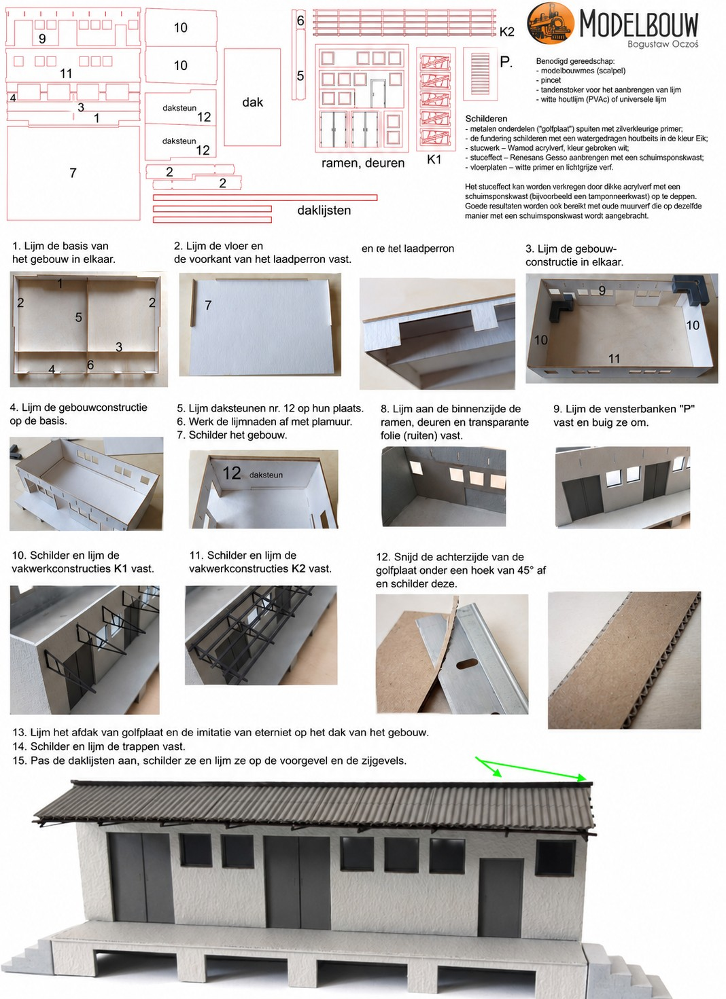 9
11
4
3
1
7
10
10
daksteun
12
daksteun
12
2
2
dak
6
5
K2
ramen, deuren
K1
P.
daklijsten
MODELBOUW
Bogustaw Oczoś
Benodigd gereedschap:
- modelbouwmes (scalpel)
- pincet
- tandenstoker voor het aanbrengen van lijm
- witte houtlijm (PVAc) of universele lijm
Schilderen
- metalen onderdelen ("golfplaat") spuiten met zilverkleurige primer;
- de fundering schilderen met een watergedragen houtbeits in de kleur Eik;
- stucwerk – Wamod acrylverf, kleur gebroken wit;
- stuceffect – Renesans Gesso aanbrengen met een schuimsponskwast;
- vloerplaten – witte primer en lichtgrijze verf.
Het stuceffect kan worden verkregen door dikke acrylverf met een
schuimsponskwast (bijvoorbeeld een tamponneerkwast) op te deppen.
Goede resultaten worden ook bereikt met oude muurverf die op dezelfde
manier met een schuimsponskwast wordt aangebracht.
1. Lijm de basis van
het gebouw in elkaar.
1
2
2
5
3
4
6
2. Lijm de vloer en
de voorkant van het laadperron vast.
7
en re het laadperron
3. Lijm de gebouw-
constructie in elkaar.
9
10
10
11
4. Lijm de gebouwconstructie
op de basis.
5. Lijm daksteunen nr. 12 op hun plaats.
6. Werk de lijmnaden af met plamuur.
7. Schilder het gebouw.
12 daksteun
8. Lijm aan de binnenzijde de
ramen, deuren en transparante
folie (ruiten) vast.
9. Lijm de vensterbanken "P"
vast en buig ze om.
10. Schilder en lijm de
vakwerkconstructies K1 vast.
11. Schilder en lijm de
vakwerkconstructies K2 vast.
12. Snijd de achterzijde van de
golfplaat onder een hoek van 45° af
en schilder deze.
13. Lijm het afdak van golfplaat en de imitatie van eterniet op het dak van het gebouw.
14. Schilder en lijm de trappen vast.
15. Pas de daklijsten aan, schilder ze en lijm ze op de voorgevel en de zijgevels.